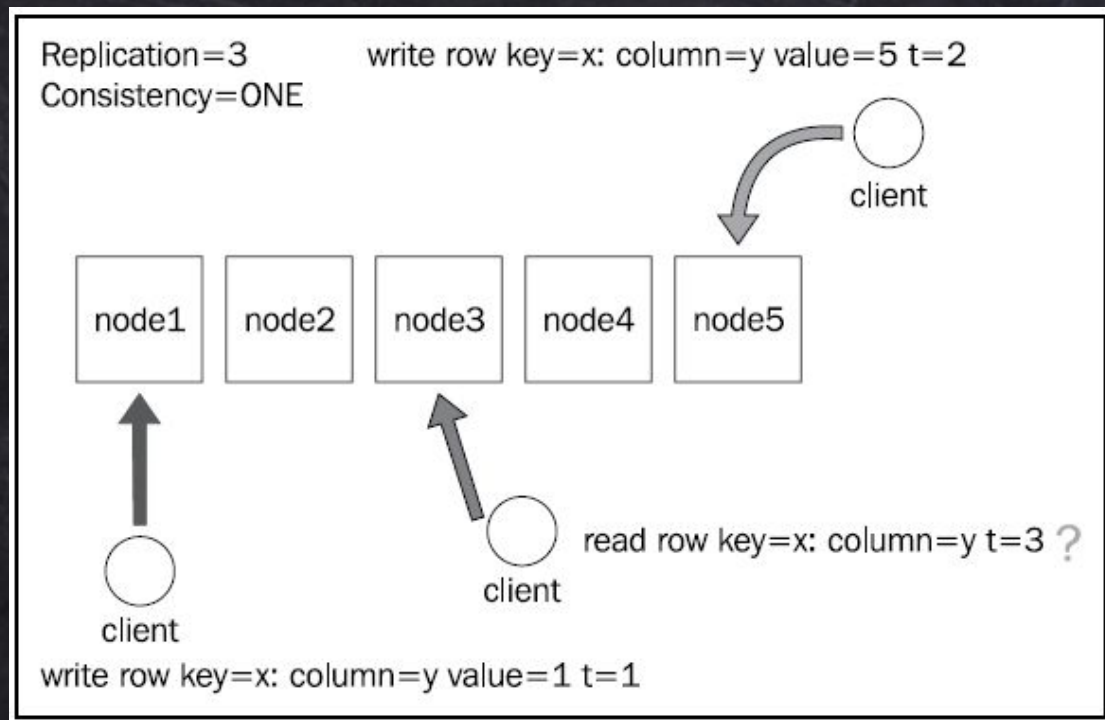 Replication=3
Consistency=ONE
write row key=x: column=y value=5 t=2
client
node1
node2
node3
node4
node5
read row key=x: column=y t=3 ?
client
client
write row key=x: column=y value=1 t=1